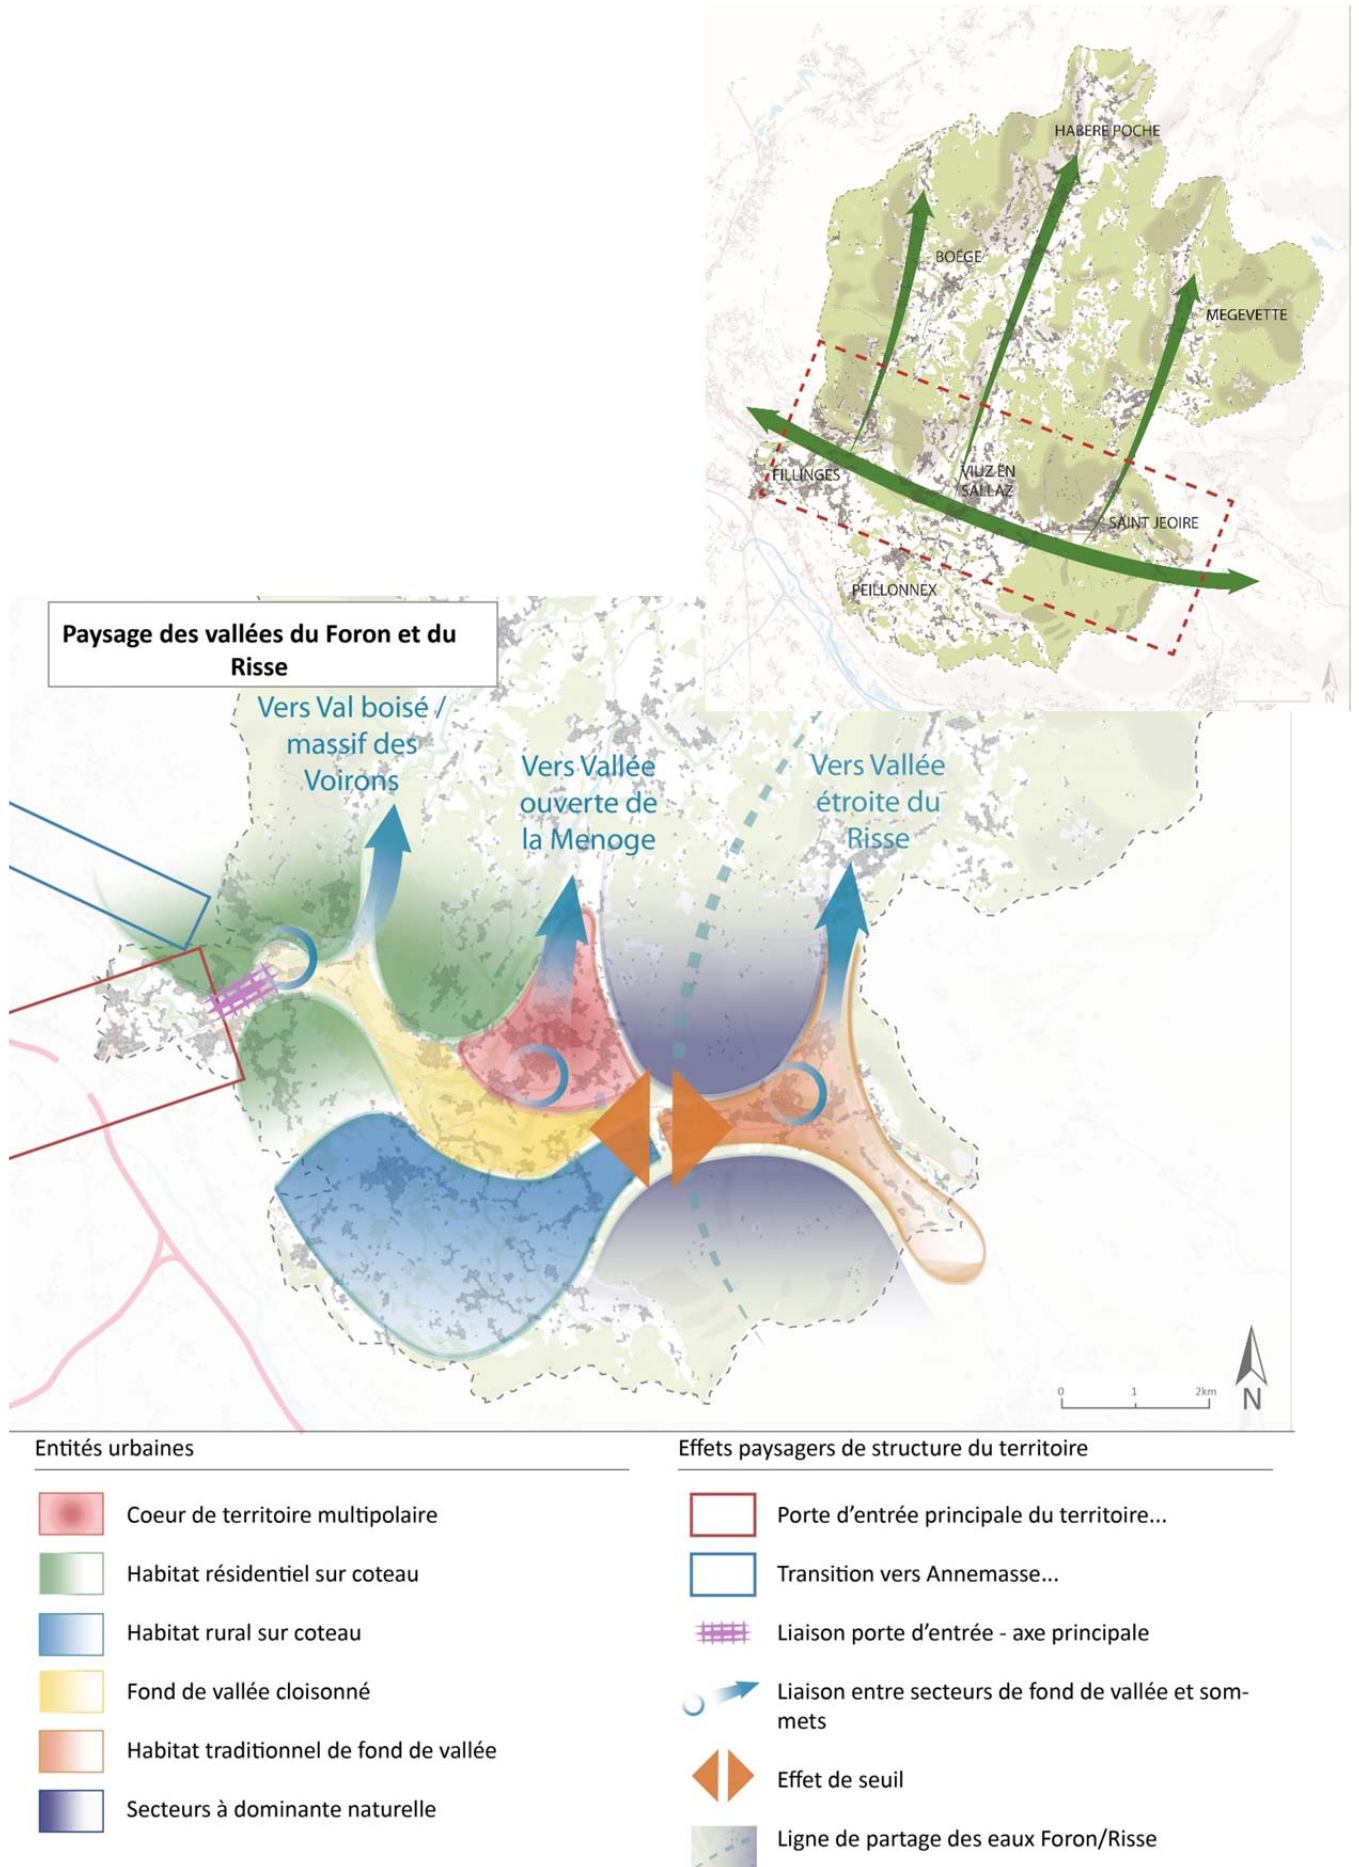 HABERE POCHE
BOËGE
MEGEVETTE
FILLINGES
VIUZ EN
SALLAZ
SAINT JEOIRE
PEILLONNEX
N
Paysage des vallées du Foron et du
Risse
Vers Val boisé /
massif des
Voirons
Vers Vallée
ouverte de
la Menoge
Vers Vallée
étroite du
Risse
0 1 2km
N
Entités urbaines
Coeur de territoire multipolaire
Habitat résidentiel sur coteau
Habitat rural sur coteau
Fond de vallée cloisonné
Habitat traditionnel de fond de vallée
Secteurs à dominante naturelle
Effets paysagers de structure du territoire
Porte d'entrée principale du territoire...
Transition vers Annemasse...
Liaison porte d'entrée - axe principale
Liaison entre secteurs de fond de vallée et som-
mets
Effet de seuil
Ligne de partage des eaux Foron/Risse